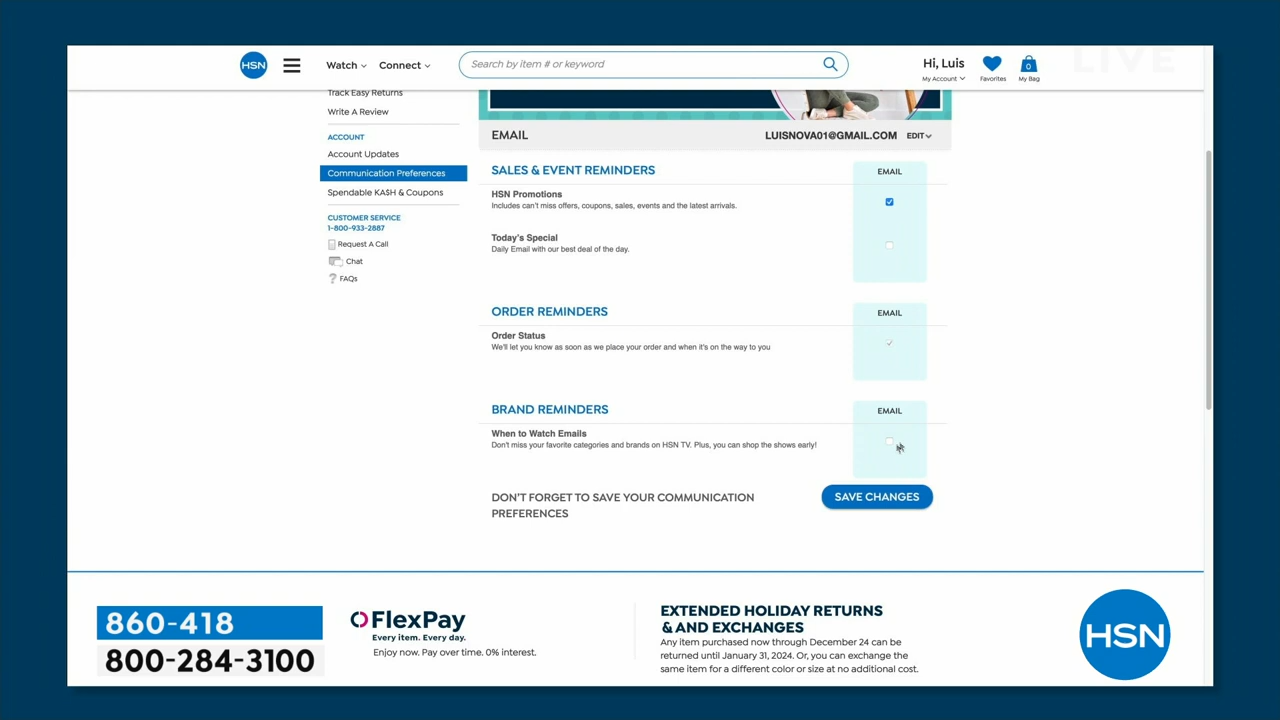 LIVE
HSN
Watch
Connect
Search by item # or keyword
Hi, Luis
My Account
Favorites
0
My Bag
Track Easy Returns
Write A Review
ACCOUNT
Account Updates
Communication Preferences
Spendable KA$H & Coupons
CUSTOMER SERVICE
1-800-933-2887
Request A Call
Chat
FAQs
EMAIL
LUISNOVA01@GMAIL.COM
EDIT
SALES & EVENT REMINDERS
EMAIL
HSN Promotions
Includes can't miss offers, coupons, sales, events and the latest arrivals.
Today's Special
Daily Email with our best deal of the day.
ORDER REMINDERS
EMAIL
Order Status
We'll let you know as soon as we place your order and when it's on the way to you
BRAND REMINDERS
EMAIL
When to Watch Emails
Don't miss your favorite categories and brands on HSN TV. Plus, you can shop the shows early!
DON'T FORGET TO SAVE YOUR COMMUNICATION
PREFERENCES
SAVE CHANGES
860-418
800-284-3100
FlexPay
Every item. Every day.
Enjoy now. Pay over time. 0% interest.
EXTENDED HOLIDAY RETURNS
& AND EXCHANGES
Any item purchased now through December 24 can be
returned until January 31, 2024. Or, you can exchange the
same item for a different color or size at no additional cost.
HSN